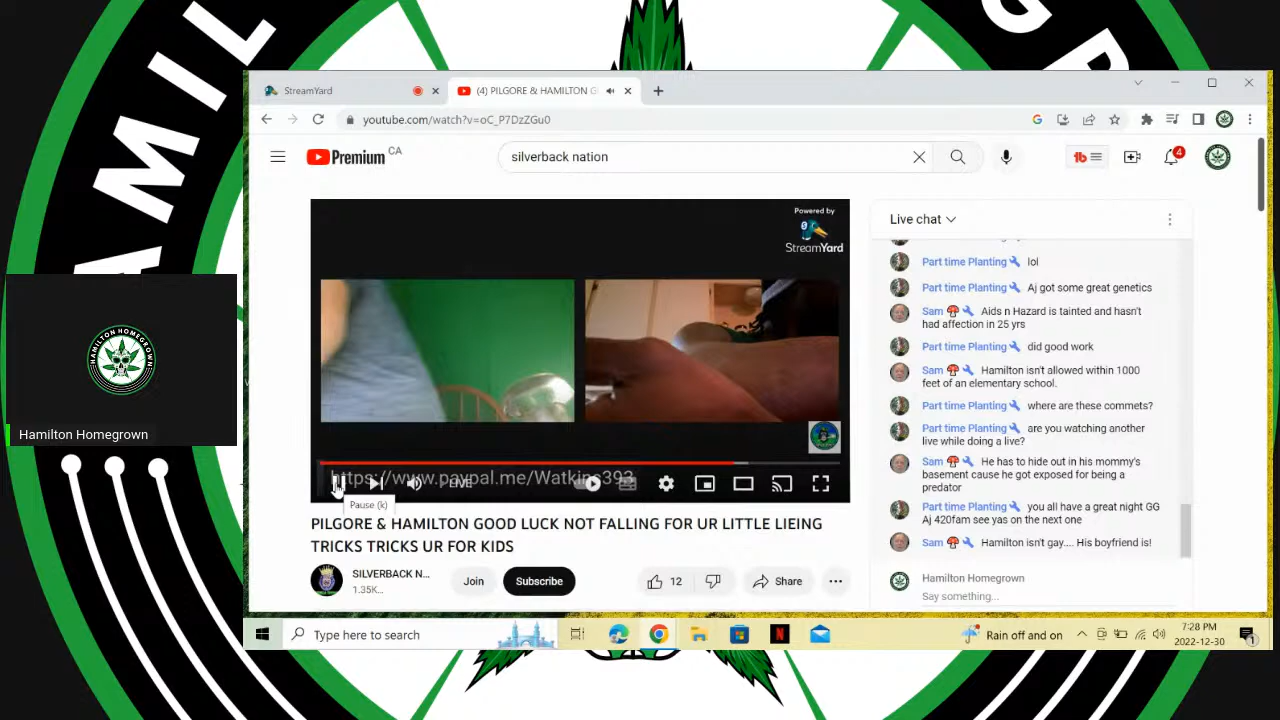 HAMILTON HOMEGROWN
Hamilton Homegrown
StreamYard
(4) PILGORE & HAMILTON G
youtube.com/watch?v=oC_P7DzZGu0
Premium CA
silverback nation
4
Powered by
StreamYard
https://www.paypal.me/Watkins393
LIVE
Pause (k)
PILGORE & HAMILTON GOOD LUCK NOT FALLING FOR UR LITTLE LIEING
TRICKS TRICKS UR FOR KIDS
SILVERBACK N...
1.35K...
Join
Subscribe
12
Share
Live chat
Part time Planting lol
Part time Planting Aj got some great genetics
Sam Aids n Hazard is tainted and hasn't
had affection in 25 yrs
Part time Planting did good work
Sam Hamilton isn't allowed within 1000
feet of an elementary school.
Part time Planting where are these commets?
Part time Planting are you watching another
live while doing a live?
Sam He has to hide out in his mommy's
basement cause he got exposed for being a
predator
Part time Planting you all have a great night GG
Aj 420fam see yas on the next one
Sam Hamilton isn't gay.... His boyfriend is!
Hamilton Homegrown
Say something...
Type here to search
Rain off and on
7:28 PM
2022-12-30
1